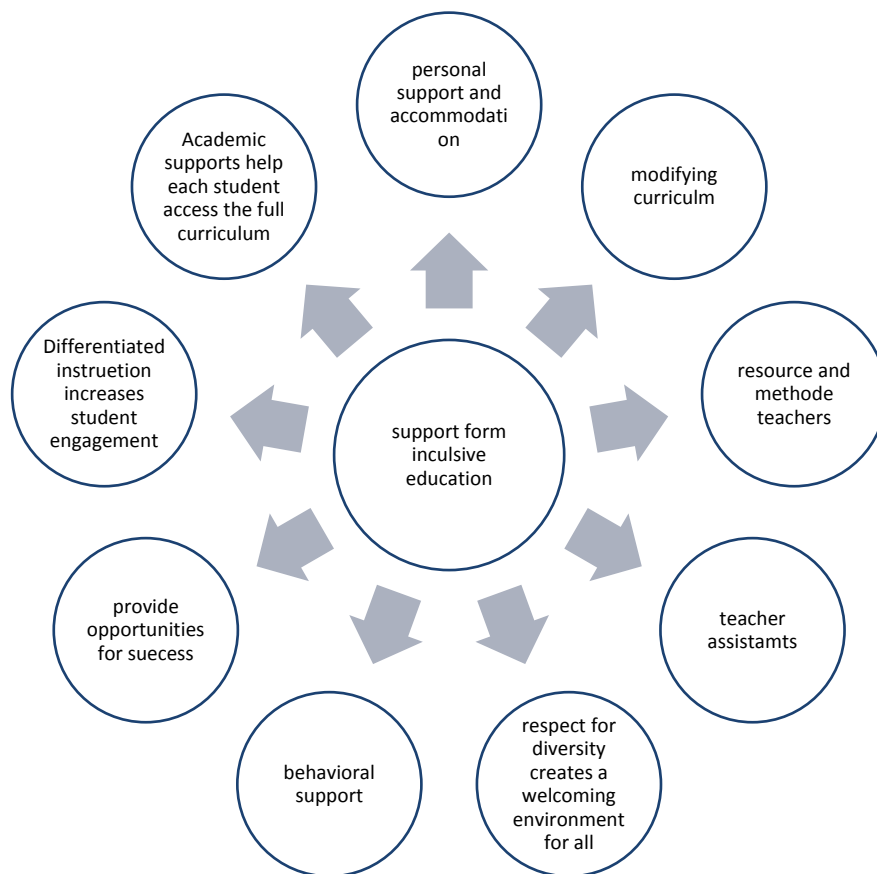 personal
support and
accommodati
on
modifying
curriculm
resource and
methode
teachers
teacher
assistamts
respect for
diversity
creates a
welcoming
environment
for all
behavioral
support
provide
opportunities
for suecess
Differentiated
instruetion
increases
student
engagement
Academic
supports help
each student
access the full
curriculum
support form
inculsive
education